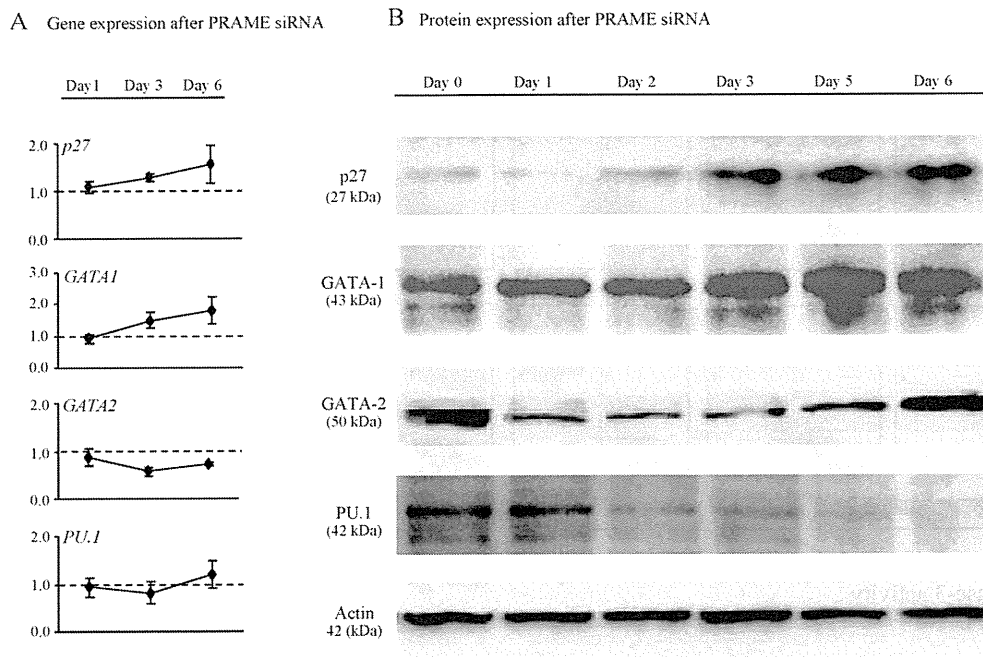 A Gene expression after PRAME siRNA
Day1 Day 3 Day 6
2.0
p27
1.0
0.0
3.0
GATA1
2.0
1.0
0.0
2.0
GATA2
1.0
0.0
2.0
PU.1
1.0
0.0
B Protein expression after PRAME siRNA
Day 0 Day 1 Day 2 Day 3 Day 5 Day 6
p27
(27 kDa)
GATA-1
(43 kDa)
GATA-2
(50 kDa)
PU.1
(42 kDa)
Actin
42 (kDa)